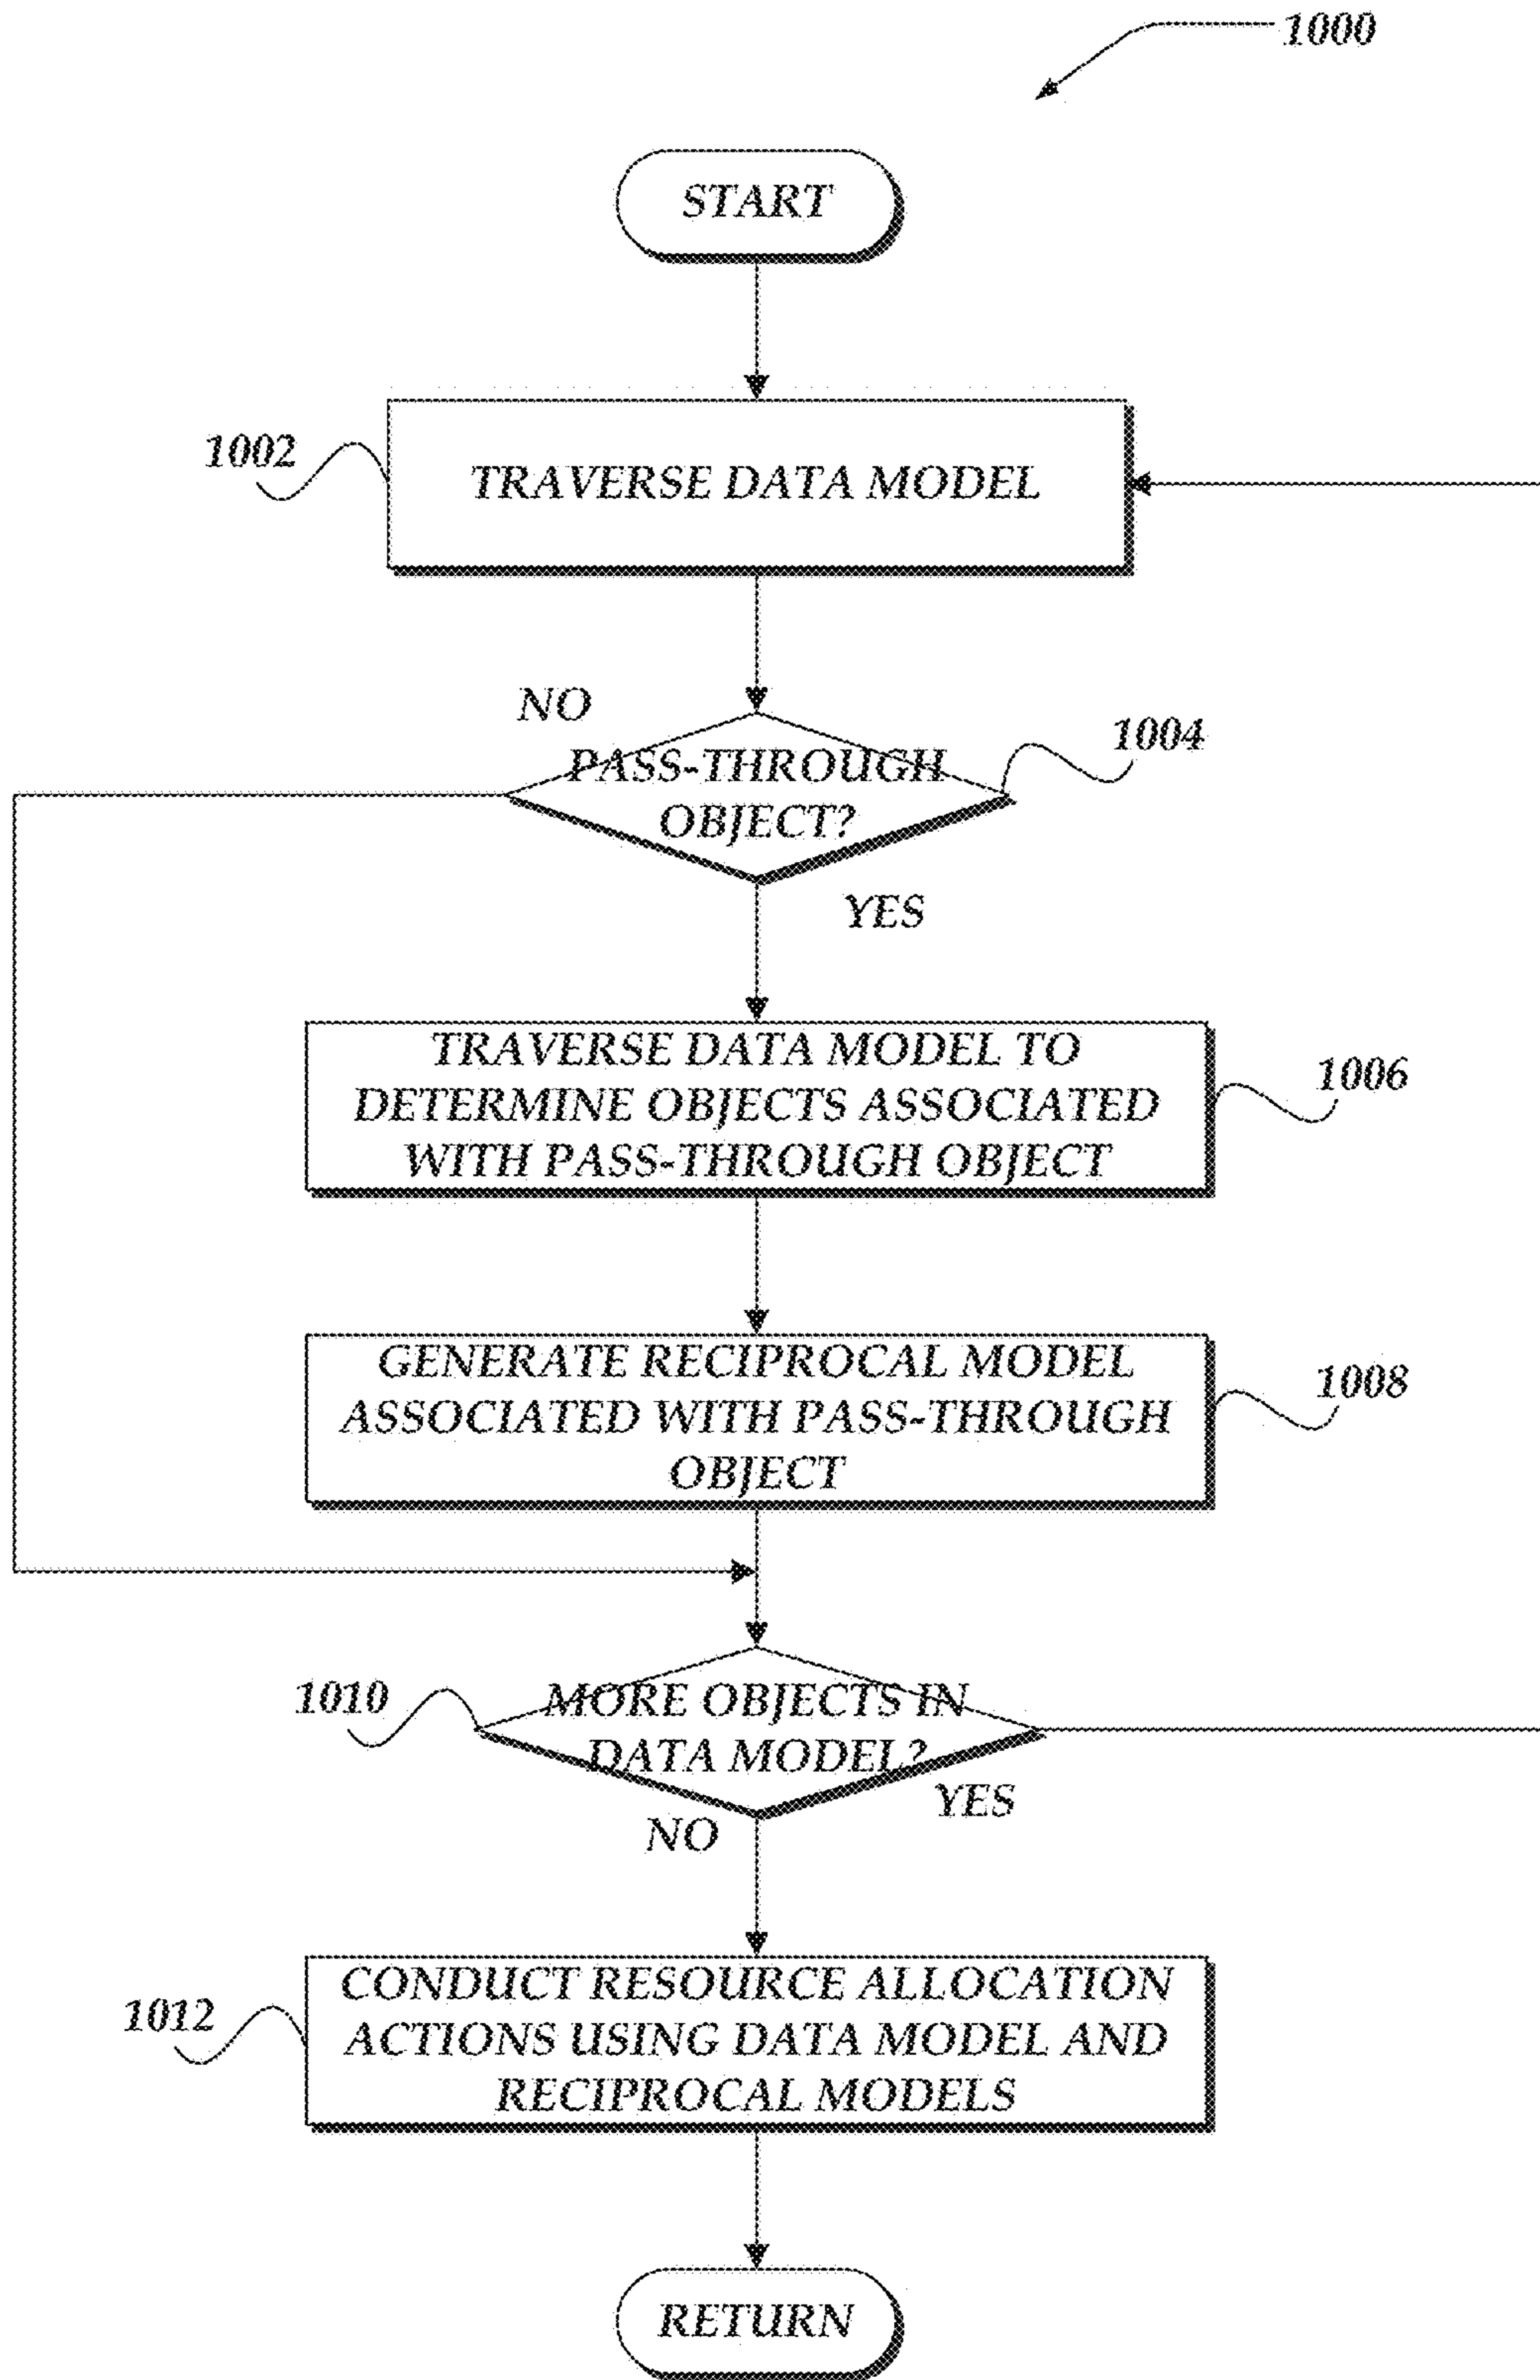 1000
START
1002
TRAVERSE DATA MODEL
NO
PASS-THROUGH
OBJECT?
1004
YES
TRAVERSE DATA MODEL TO
DETERMINE OBJECTS ASSOCIATED
WITH PASS-THROUGH OBJECT
1006
GENERATE RECIPROCAL MODEL
ASSOCIATED WITH PASS-THROUGH
OBJECT
1008
1010
MORE OBJECTS IN
DATA MODEL?
YES
NO
1012
CONDUCT RESOURCE ALLOCATION
ACTIONS USING DATA MODEL AND
RECIPROCAL MODELS
RETURN